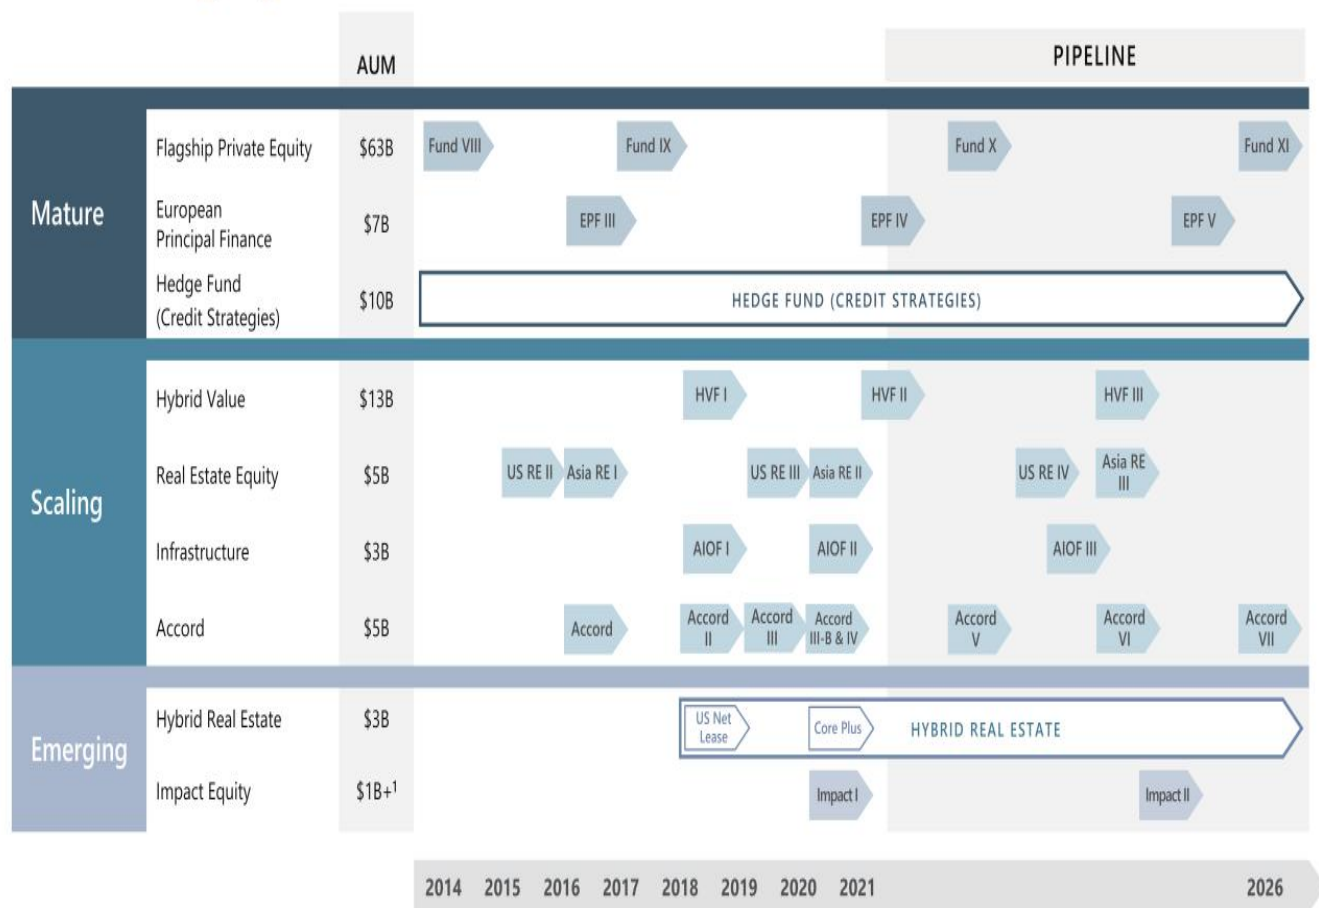 AUM
PIPELINE
Mature
Flagship Private Equity
$63B
Fund VIII
Fund IX
Fund X
Fund XI
European
Principal Finance
$7B
EPF III
EPF IV
EPF V
Hedge Fund
(Credit Strategies)
$10B
HEDGE FUND (CREDIT STRATEGIES)
Scaling
Hybrid Value
$13B
HVF I
HVF II
HVF III
Real Estate Equity
$5B
US RE II
Asia RE I
US RE III
Asia RE II
US RE IV
Asia RE
III
Infrastructure
$3B
AIOF I
AIOF II
AIOF III
Accord
$5B
Accord
Accord
II
Accord
III
Accord
III-B & IV
Accord
V
Accord
VI
Accord
VII
Emerging
Hybrid Real Estate
$3B
US Net
Lease
Core Plus
HYBRID REAL ESTATE
Impact Equity
$1B+¹
Impact I
Impact II
2014 2015 2016 2017 2018 2019 2020 2021 2026